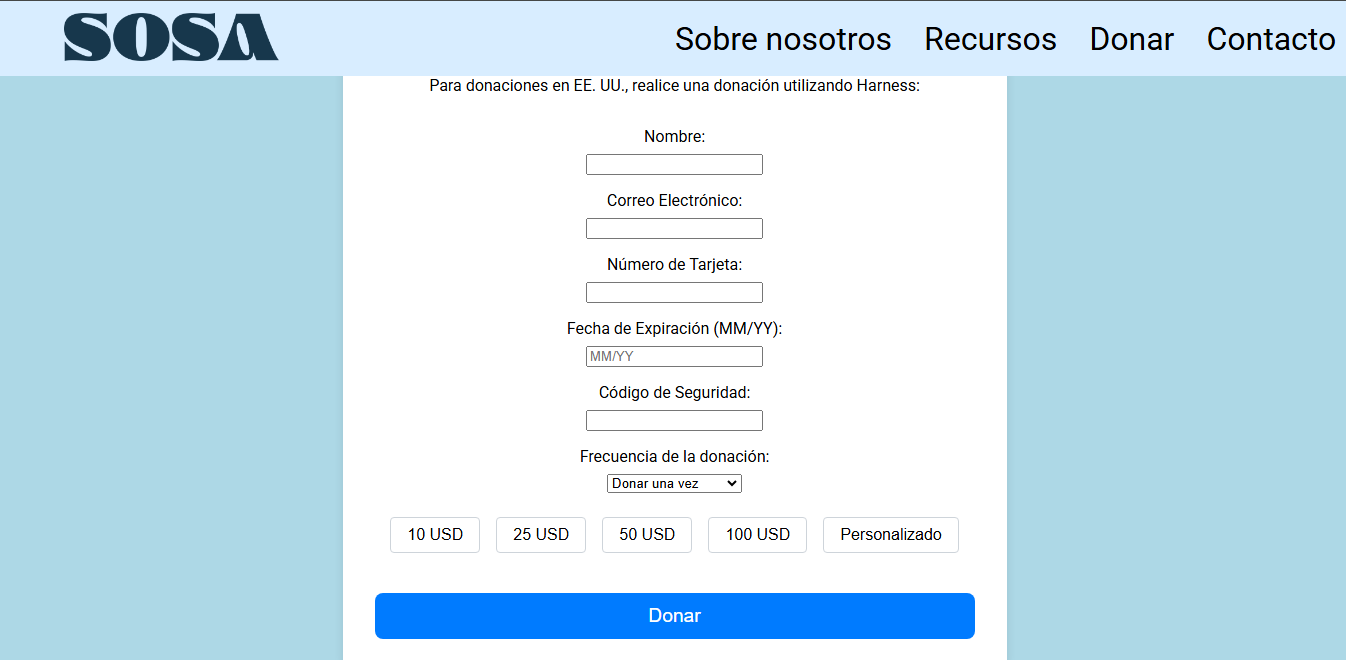 SOSA
Sobre nosotros Recursos Donar Contacto
Para donaciones en EE. UU., realice una donación utilizando Harness:
Nombre:
Correo Electrónico:
Número de Tarjeta:
Fecha de Expiración (MM/YY):
MM/YY
Código de Seguridad:
Frecuencia de la donación:
Donar una vez
10 USD 25 USD 50 USD 100 USD Personalizado
Donar